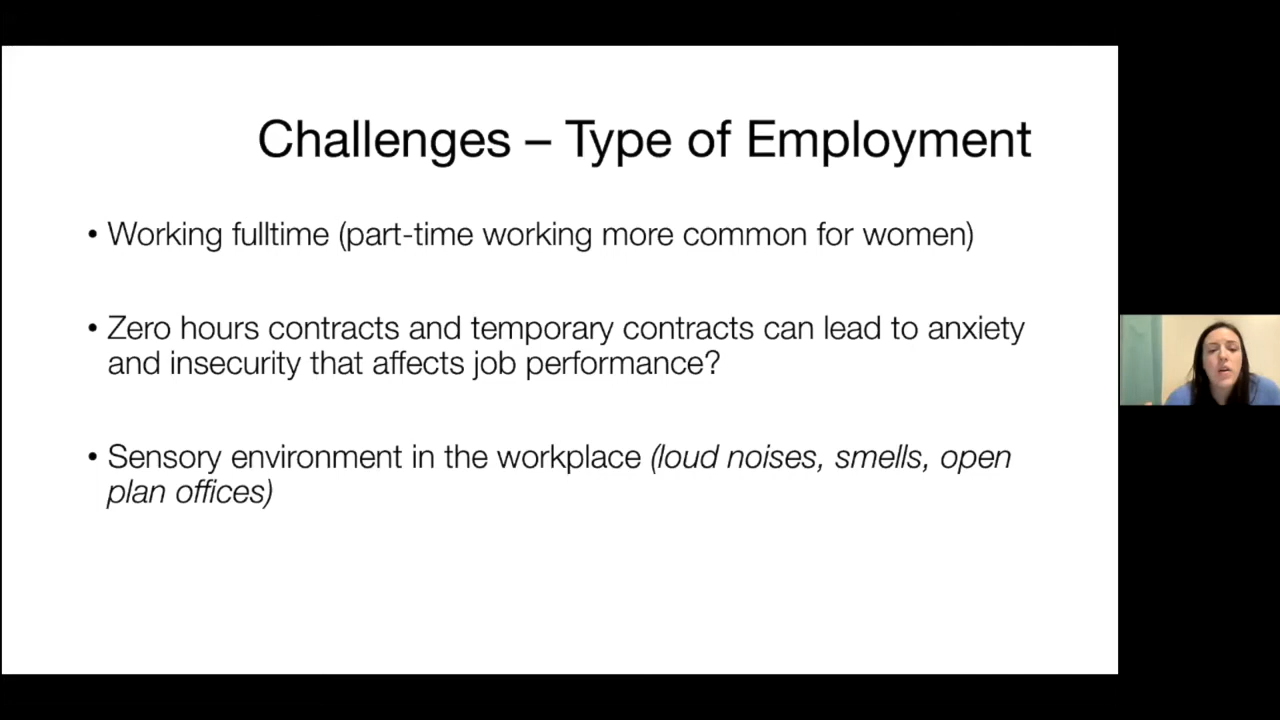 Challenges – Type of Employment
• Working fulltime (part-time working more common for women)
• Zero hours contracts and temporary contracts can lead to anxiety
and insecurity that affects job performance?
• Sensory environment in the workplace (loud noises, smells, open
plan offices)